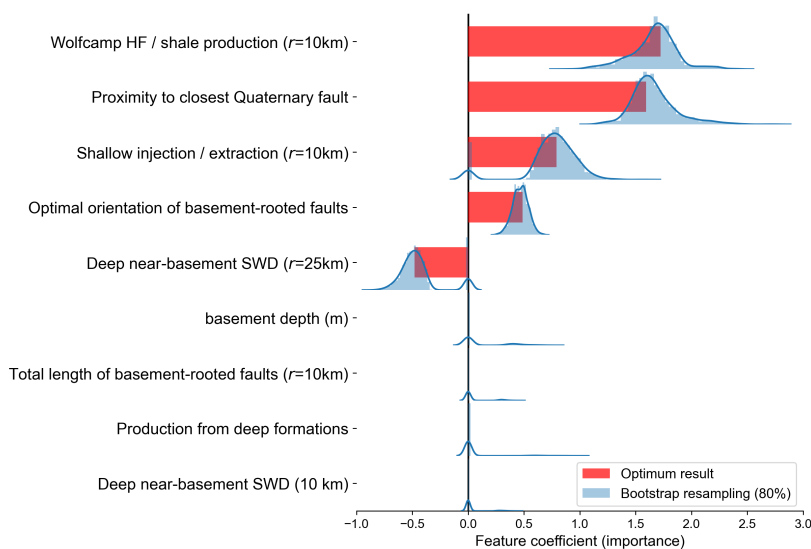 Wolfcamp HF / shale production (r=10km)
Proximity to closest Quaternary fault
Shallow injection / extraction (r=10km)
Optimal orientation of basement-rooted faults
Deep near-basement SWD (r=25km)
basement depth (m)
Total length of basement-rooted faults (r=10km)
Production from deep formations
Deep near-basement SWD (10 km)
Optimum result
Bootstrap resampling (80%)
−1.0 −0.5 0.0 0.5 1.0 1.5 2.0 2.5 3.0
Feature coefficient (importance)